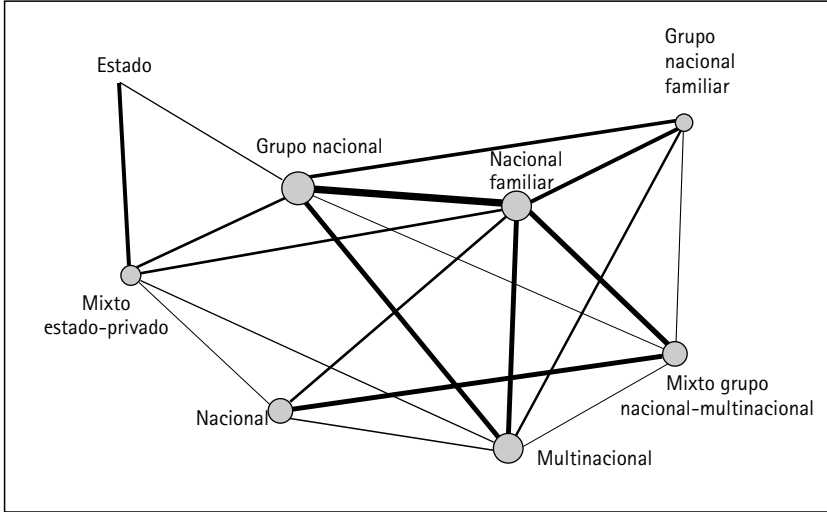 Grupo
nacional
familiar
Estado
Grupo nacional
Nacional
familiar
Mixto
estado-privado
Mixto grupo
nacional-multinacional
Nacional
Multinacional